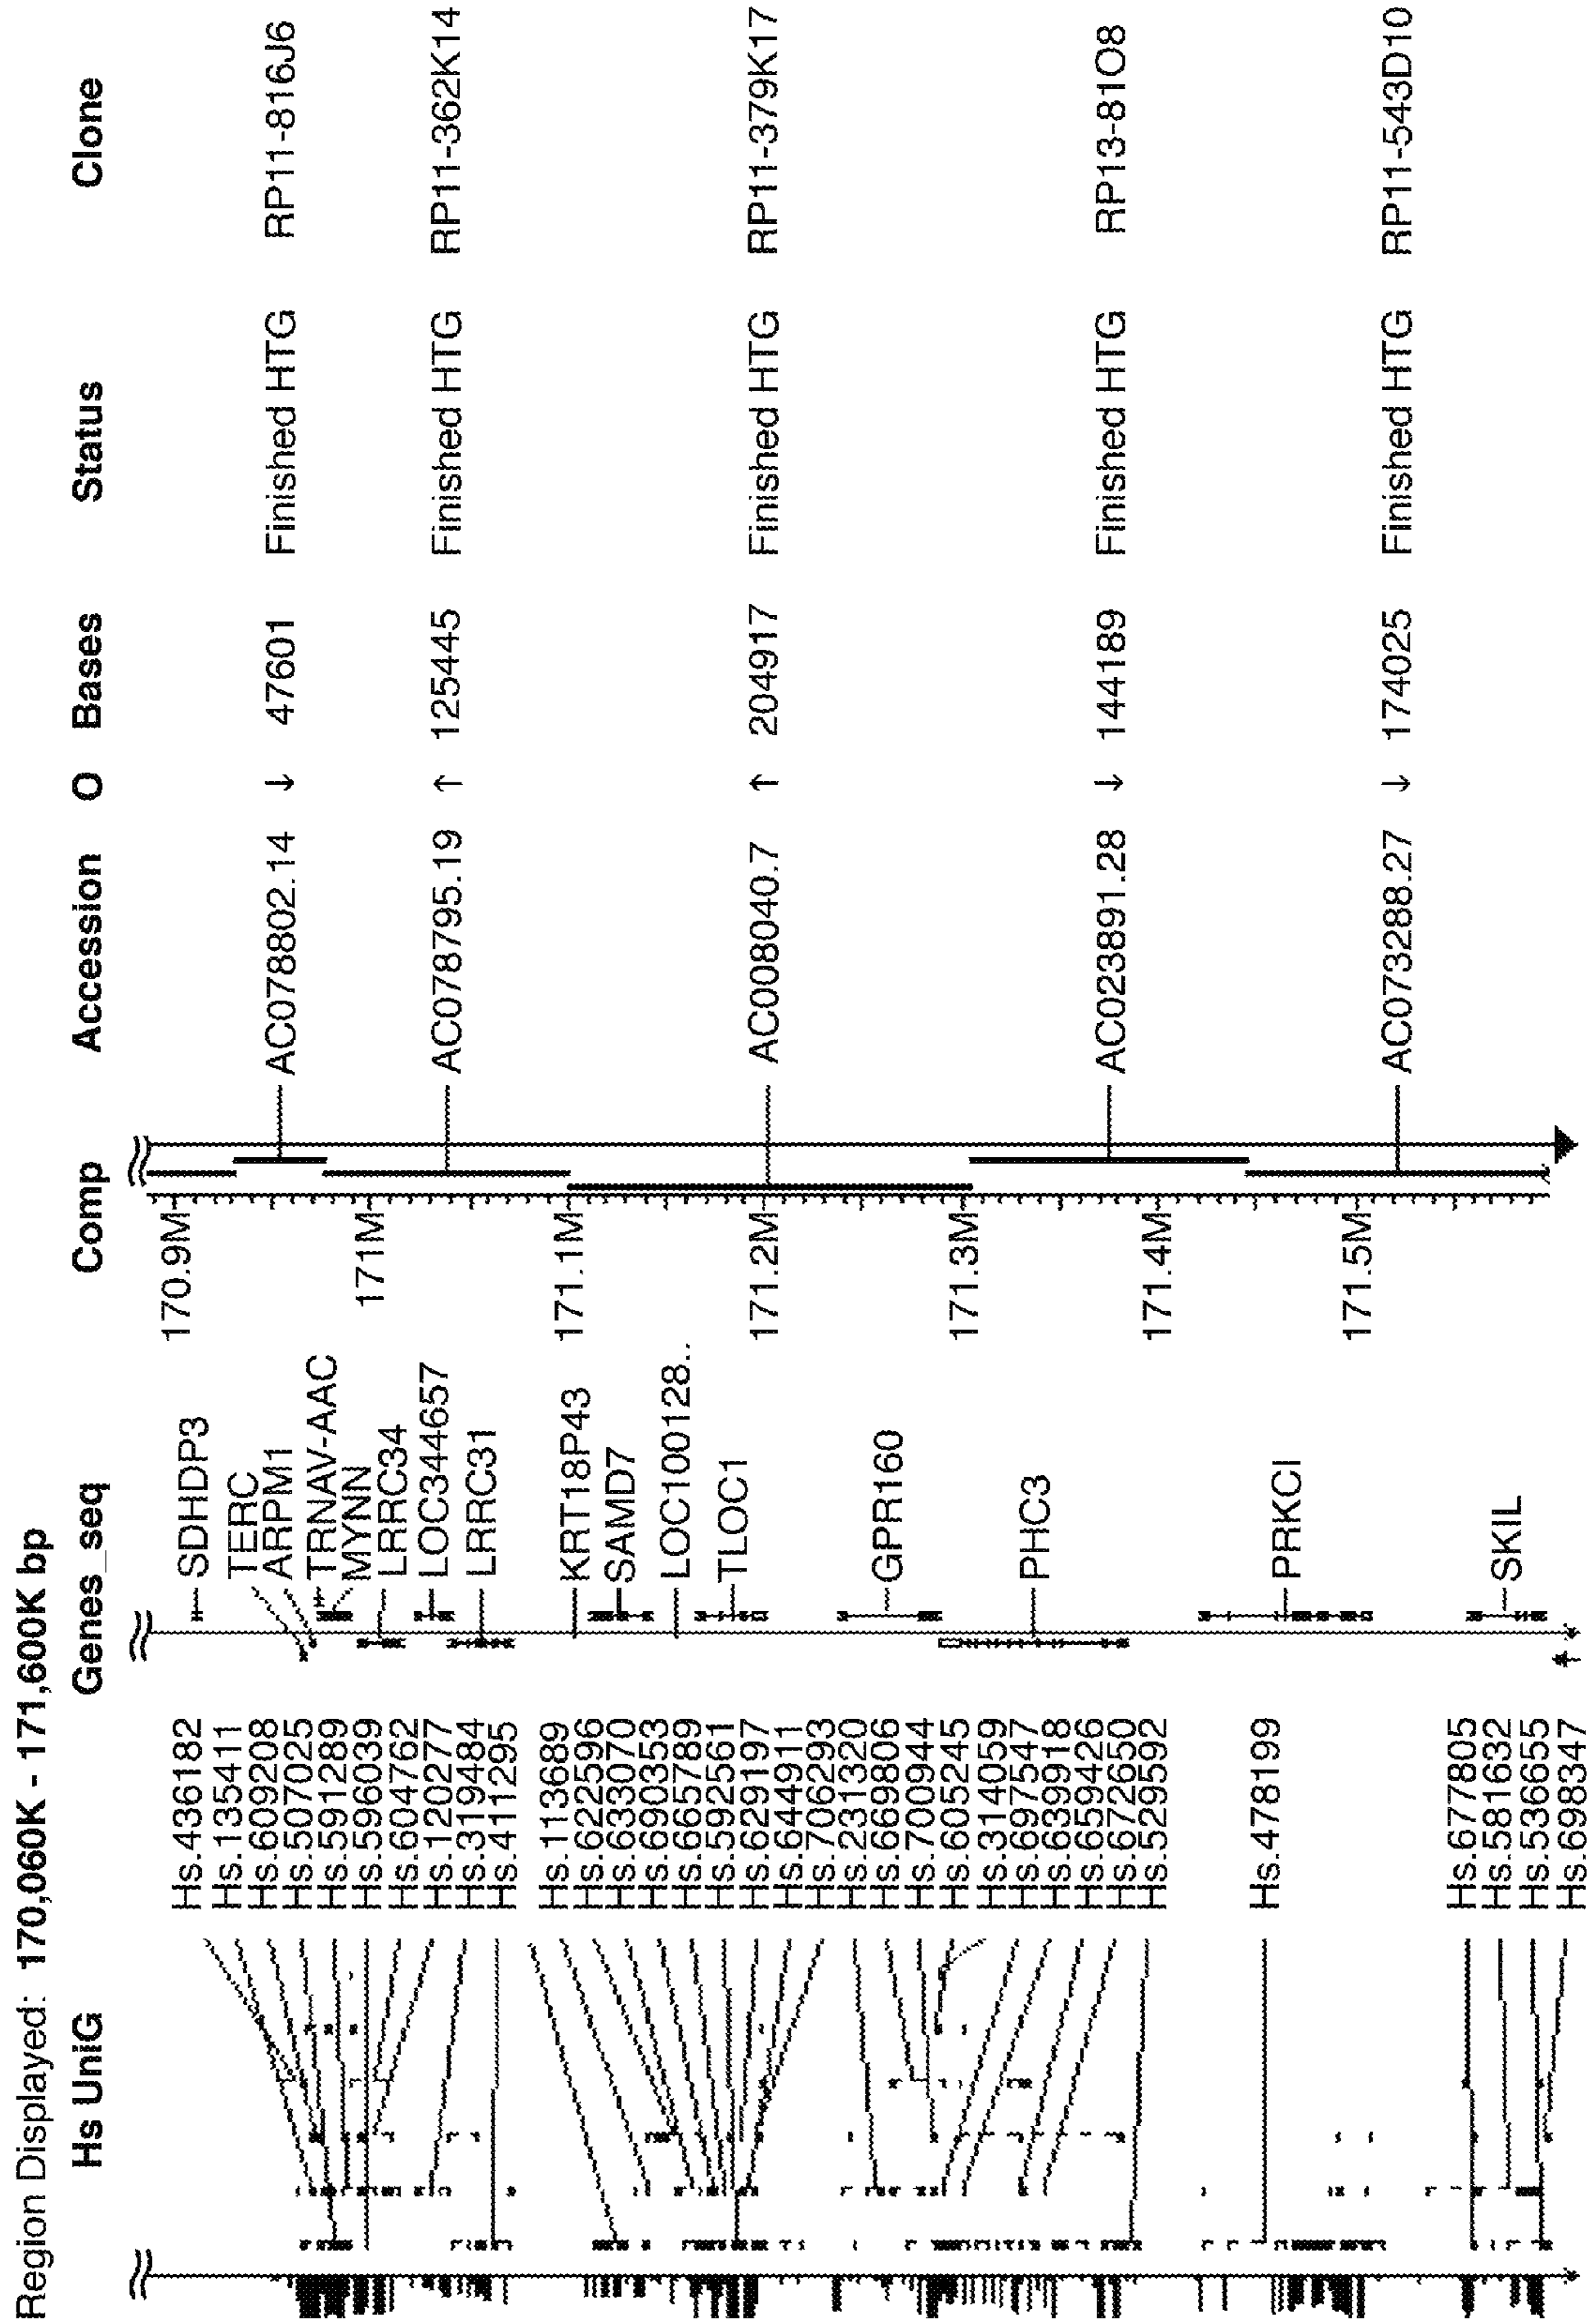 Region Displayed: 170,060K - 171,600K bp
Hs UniG
Genes_seq
Comp
Accession O Bases Status Clone
Hs.436182
Hs.135411
Hs.609208
Hs.507025
Hs.591289
Hs.596039
Hs.604762
Hs.120277
Hs.319484
Hs.411295
Hs.113689
Hs.622596
Hs.633070
Hs.690353
Hs.665789
Hs.592561
Hs.629197
Hs.644911
Hs.706293
Hs.231320
Hs.669806
Hs.700944
Hs.605245
Hs.314059
Hs.697547
Hs.639918
Hs.659426
Hs.672650
Hs.529592
Hs.478199
Hs.677805
Hs.581632
Hs.536655
Hs.698347
SDHDP3
TERC
ARPM1
TRNAV-AAC
MYNN
LRRC34
LOC344657
LRRC31
KRT18P43
SAMD7
LOC100128..
TLOC1
GPR160
PHC3
PRKCI
SKIL
170.9M
171M
171.1M
171.2M
171.3M
171.4M
171.5M
AC078802.14 ↓ 47601 Finished HTG RP11-816J6
AC078795.19 ↑ 125445 Finished HTG RP11-362K14
AC008040.7 ↑ 204917 Finished HTG RP11-379K17
AC023891.28 ↓ 144189 Finished HTG RP13-81O8
AC073288.27 ↓ 174025 Finished HTG RP11-543D10